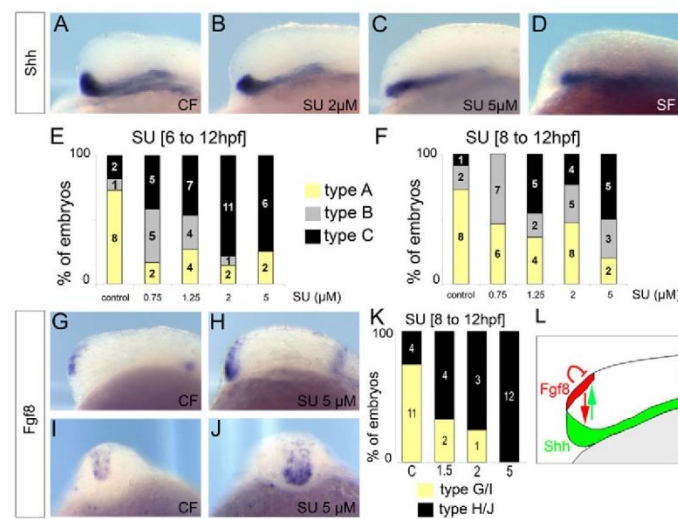 Shh
A
B
C
D
CF
SU 2µM
SU 5µM
SF
E
SU [6 to 12hpf]
F
SU [8 to 12hpf]
100
% of embryos
0
2
1
8
5
5
2
7
4
4
11
1
2
6
2
control
0.75
1.25
2
5
SU (µM)
type A
type B
type C
100
% of embryos
0
1
2
8
7
6
5
2
4
4
5
8
5
3
2
control
0.75
1.25
2
5
SU (µM)
Fgf8
G
H
CF
SU 5 µM
I
J
CF
SU 5 µM
K
SU [8 to 12hpf]
100
% of embryos
0
4
11
4
2
3
1
12
C
1.5
2
5
type G/I
type H/J
L
Fgf8
Shh